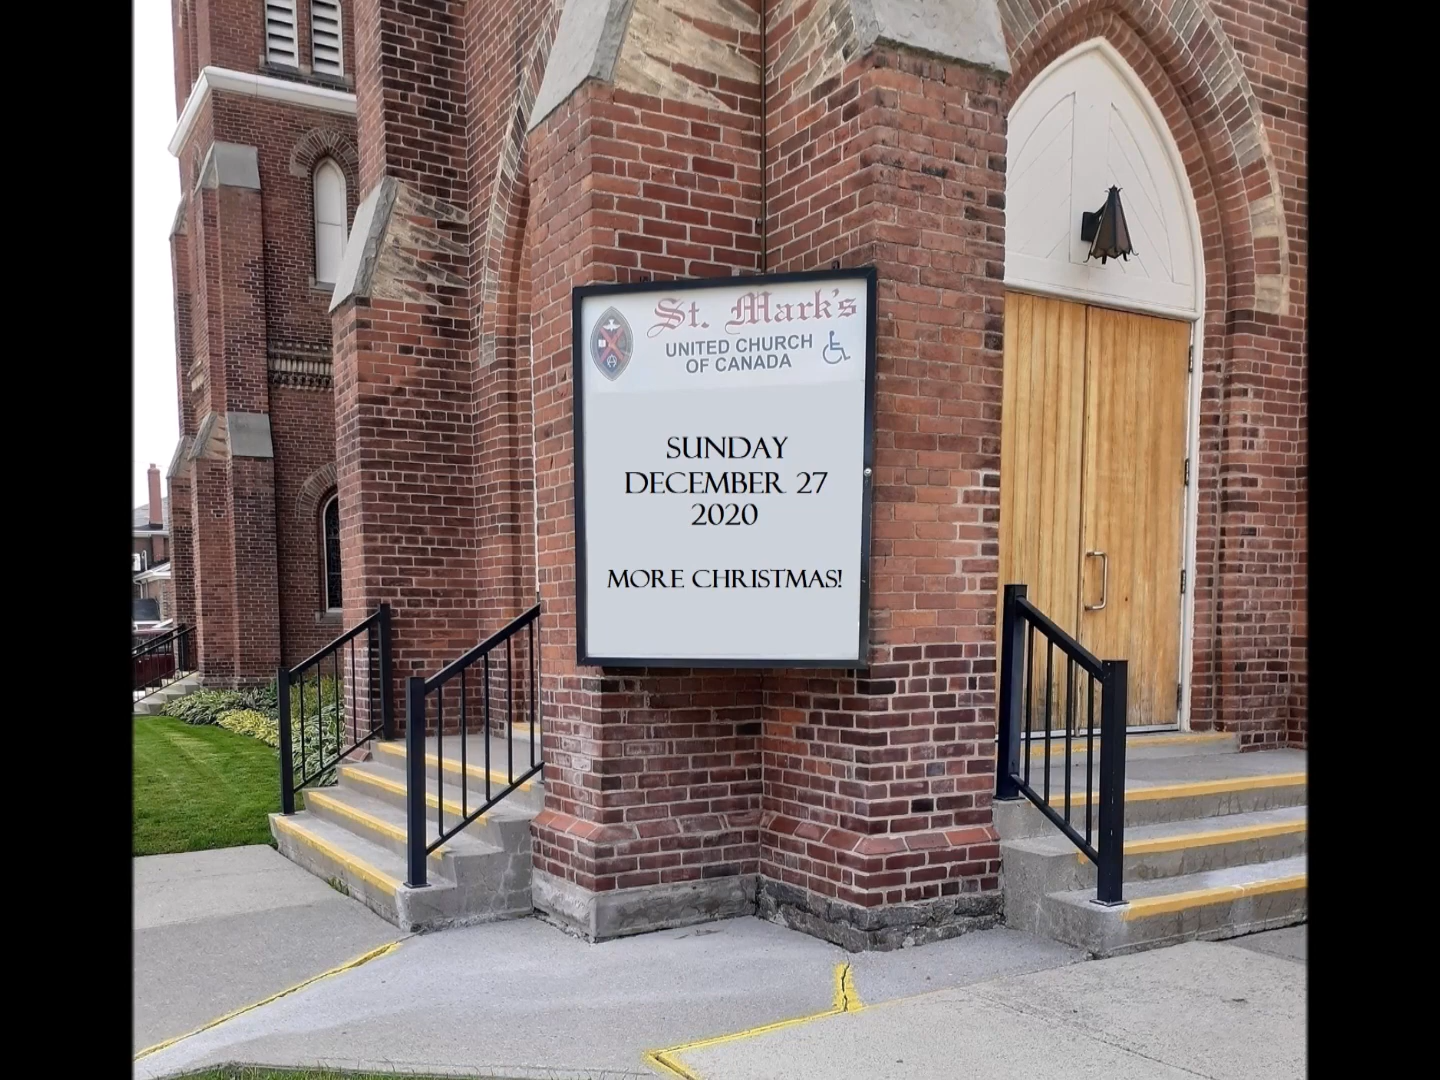 St. Mark's
UNITED CHURCH
OF CANADA
SUNDAY
DECEMBER 27
2020
MORE CHRISTMAS!